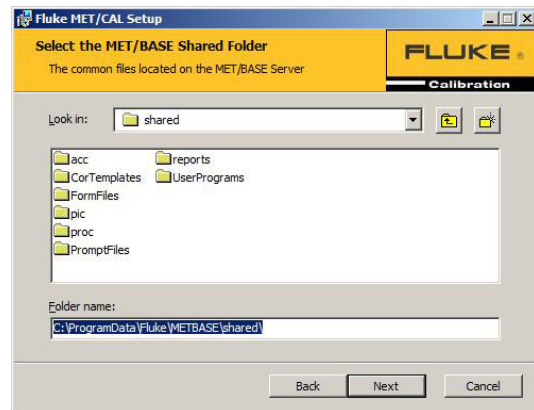 Fluke MET/CAL Setup
Select the MET/BASE Shared Folder
The common files located on the MET/BASE Server
FLUKE ®
Calibration
Look in:
shared
acc
CorTemplates
FormFiles
pic
proc
PromptFiles
reports
UserPrograms
Folder name:
C:\ProgramData\Fluke\METBASE\shared\
Back
Next
Cancel